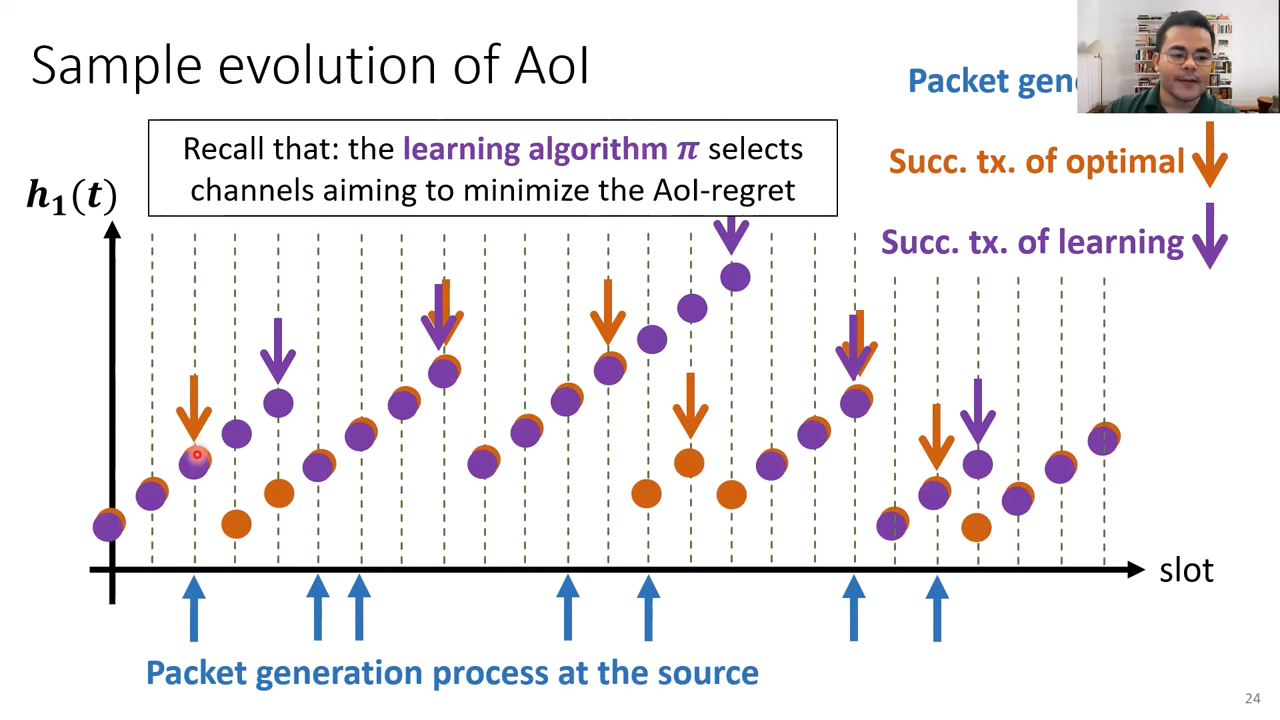 Sample evolution of AoI
Packet
Recall that: the learning algorithm π selects
channels aiming to minimize the AoI-regret
Succ. tx. of optimal
Succ. tx. of learning
h₁(t)
slot
Packet generation process at the source
24